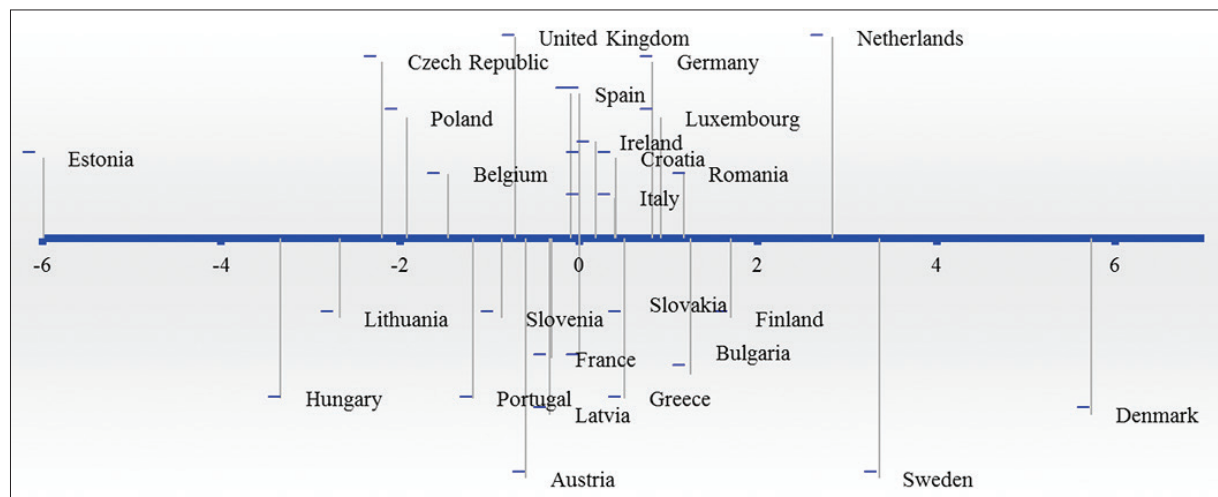 United Kingdom
Netherlands
Czech Republic
Germany
Spain
Poland
Luxembourg
Ireland
Estonia
Croatia
Belgium
Romania
Italy
-6
-4
-2
0
2
4
6
Slovakia
Lithuania
Slovenia
Finland
France
Bulgaria
Hungary
Portugal
Greece
Latvia
Denmark
Austria
Sweden